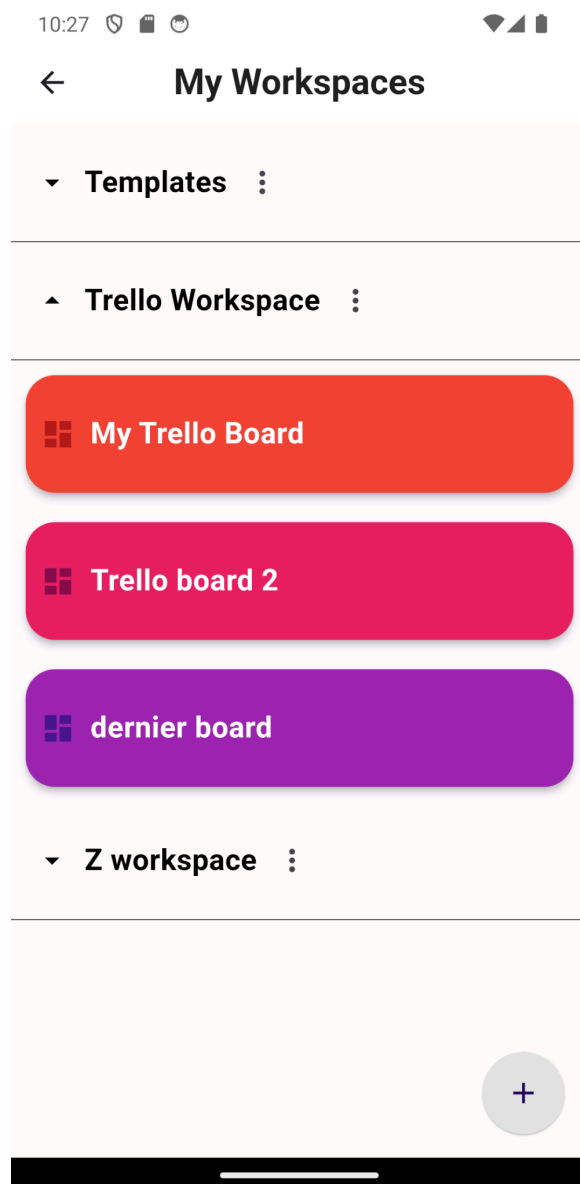 10:27
My Workspaces
Templates
Trello Workspace
My Trello Board
Trello board 2
dernier board
Z workspace
+